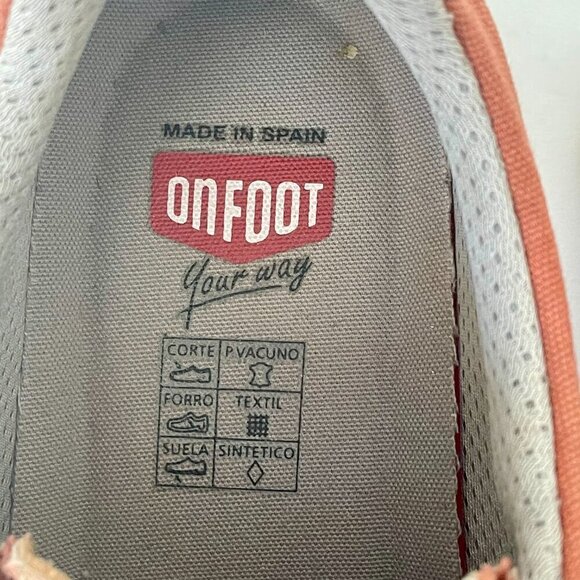 MADE IN SPAIN
onFOOT
Your way
CORTE P.VACUNO
FORRO TEXTIL
SUELA SINTETICO